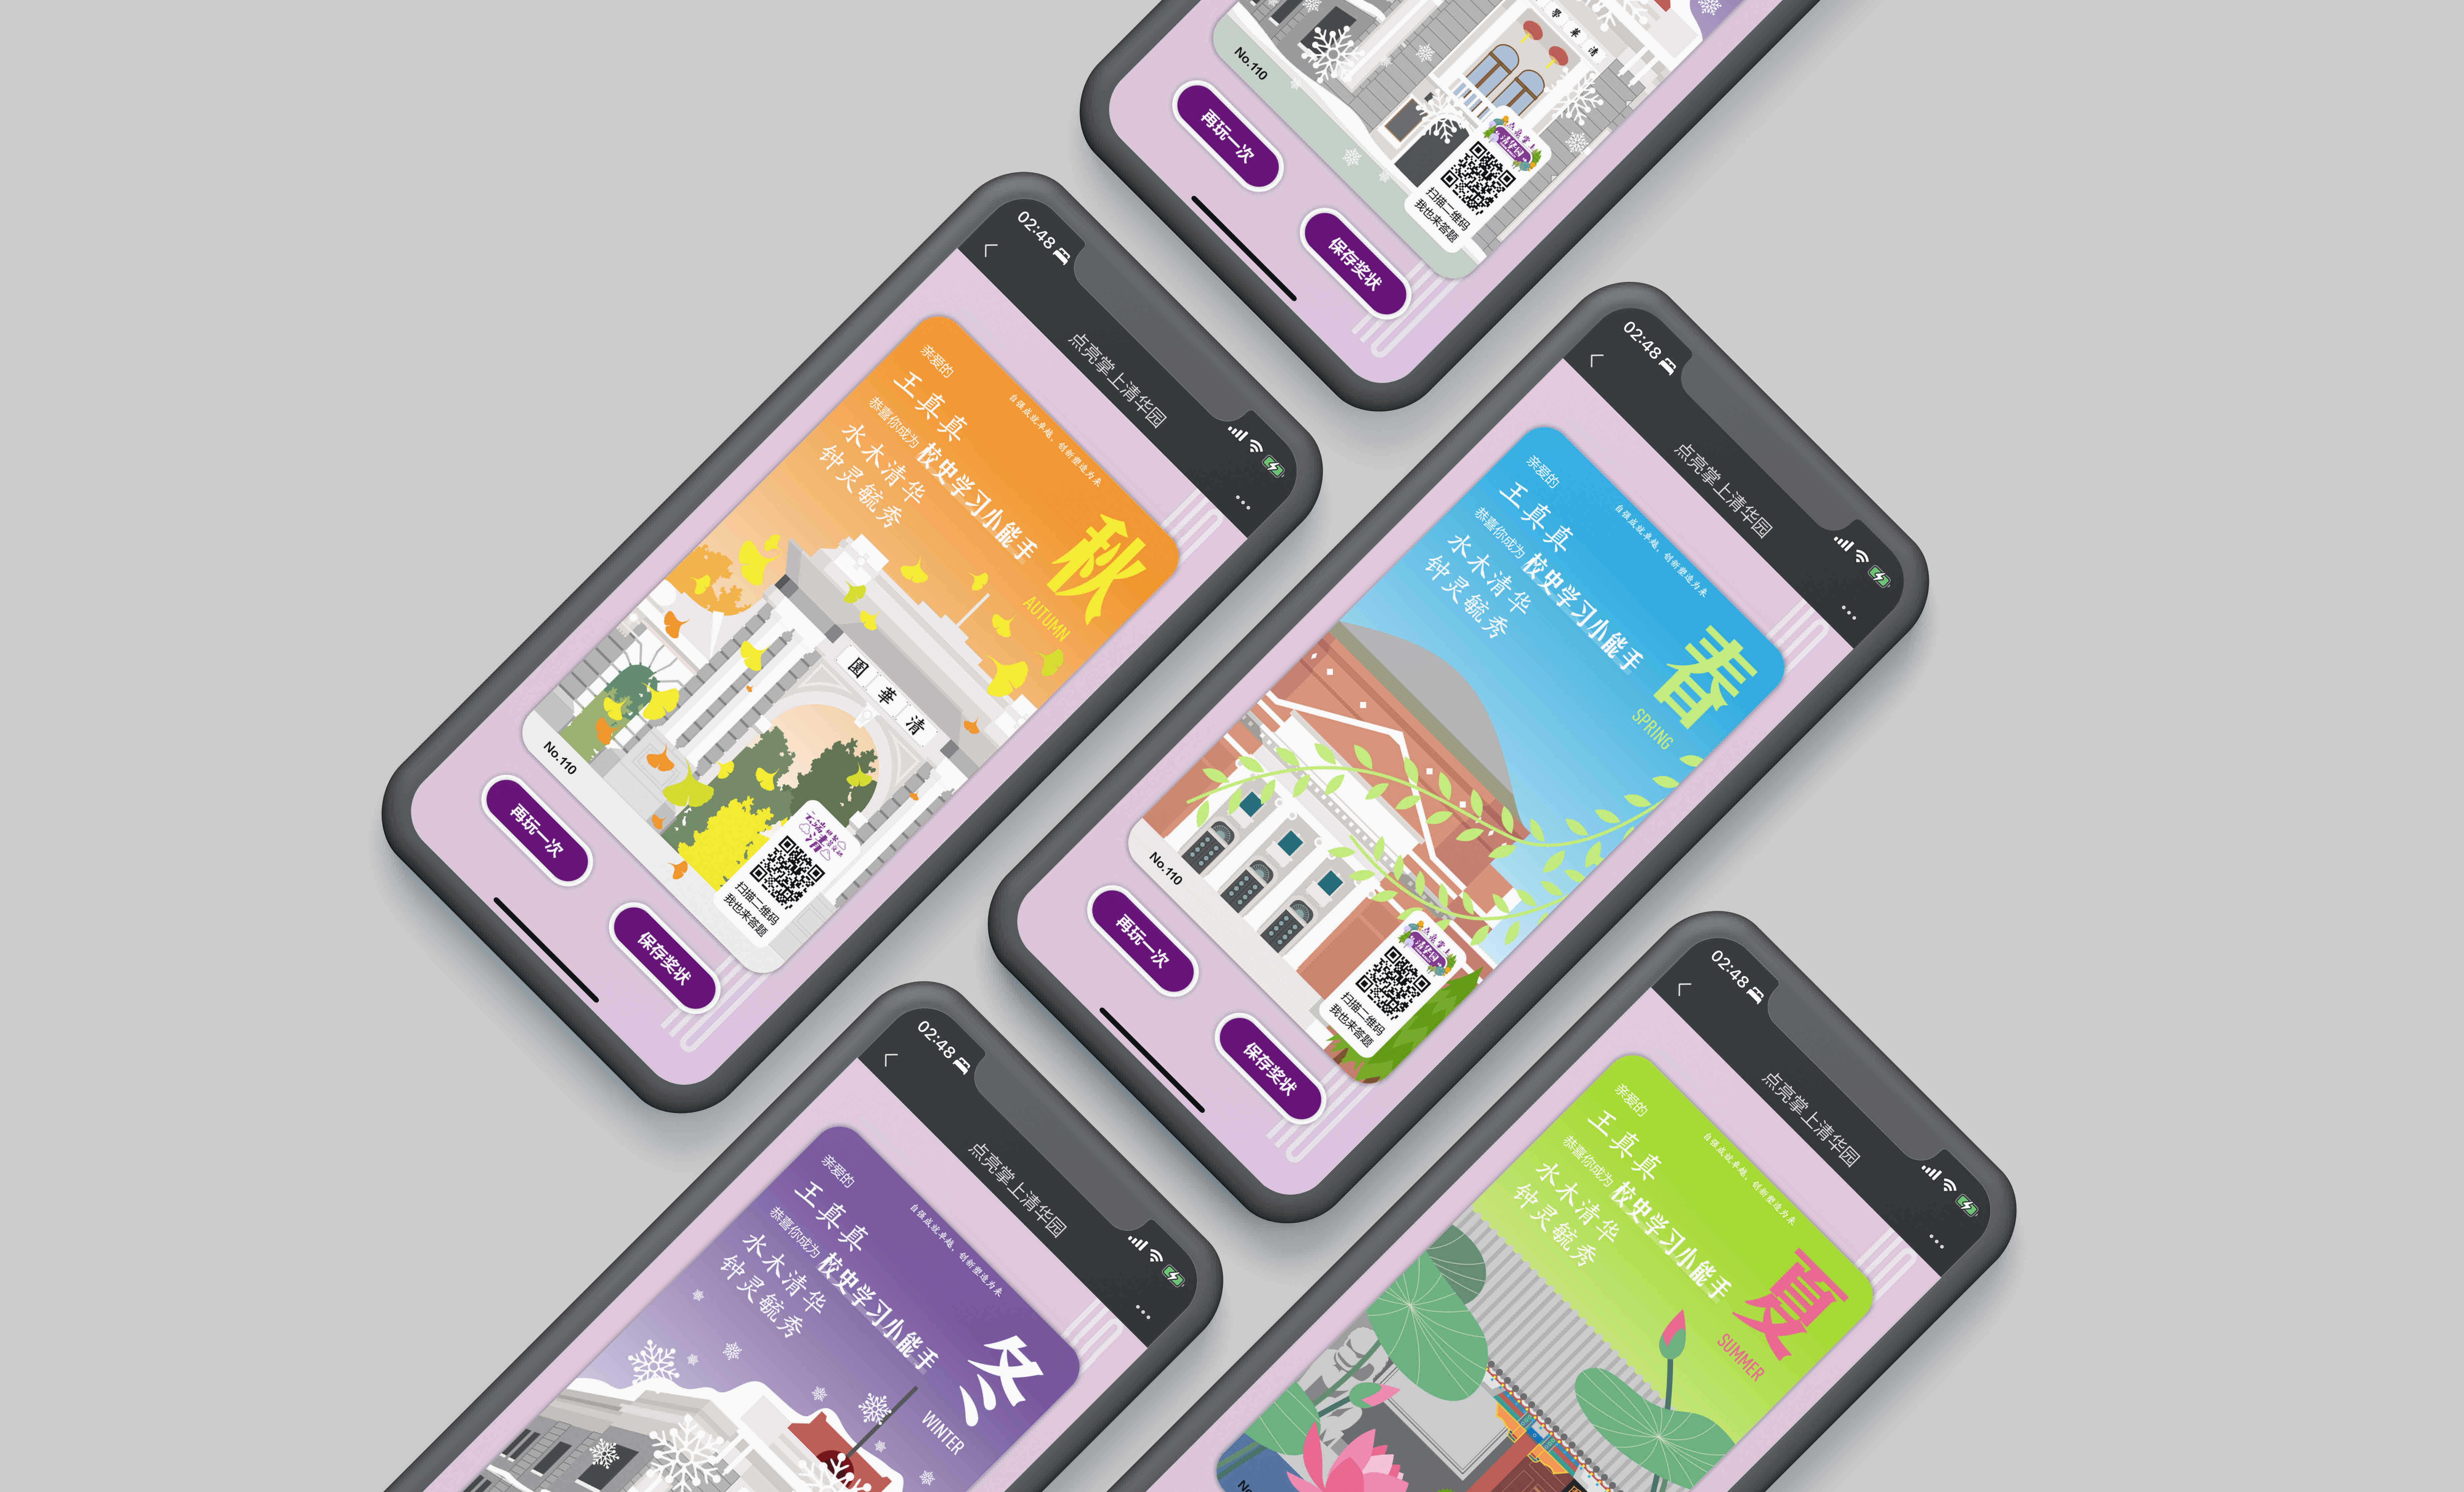 No.110
學
華
清
扫描二维码
我也来答题
再玩一次
保存奖状
02:48
点亮掌上清华园
亲爱的
王真真
恭喜你成为 校史学习小能手
水木清华
钟灵毓秀
自强成就卓越，创新塑造未来
秋
AUTUMN
園華清
No.110
扫描二维码
我也来答题
再玩一次
保存奖状
02:48
点亮掌上清华园
亲爱的
王真真
恭喜你成为 校史学习小能手
水木清华
钟灵毓秀
自强成就卓越，创新塑造未来
春
SPRING
No.110
点亮掌上
清华园
扫描二维码
我也来答题
再玩一次
保存奖状
02:48
点亮掌上清华园
亲爱的
王真真
恭喜你成为 校史学习小能手
水木清华
钟灵毓秀
自强成就卓越，创新塑造未来
冬
WINTER
02:48
点亮掌上清华园
亲爱的
王真真
恭喜你成为 校史学习小能手
水木清华
钟灵毓秀
自强成就卓越，创新塑造未来
夏
SUMMER